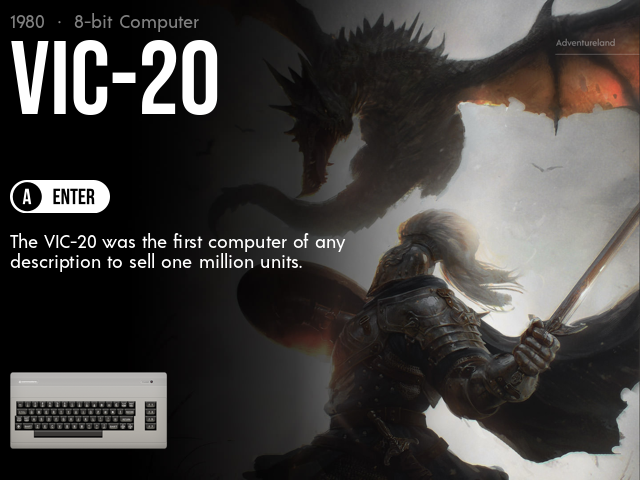 1980 · 8-bit Computer
VIC-20
Adventureland
A ENTER
The VIC-20 was the first computer of any
description to sell one million units.